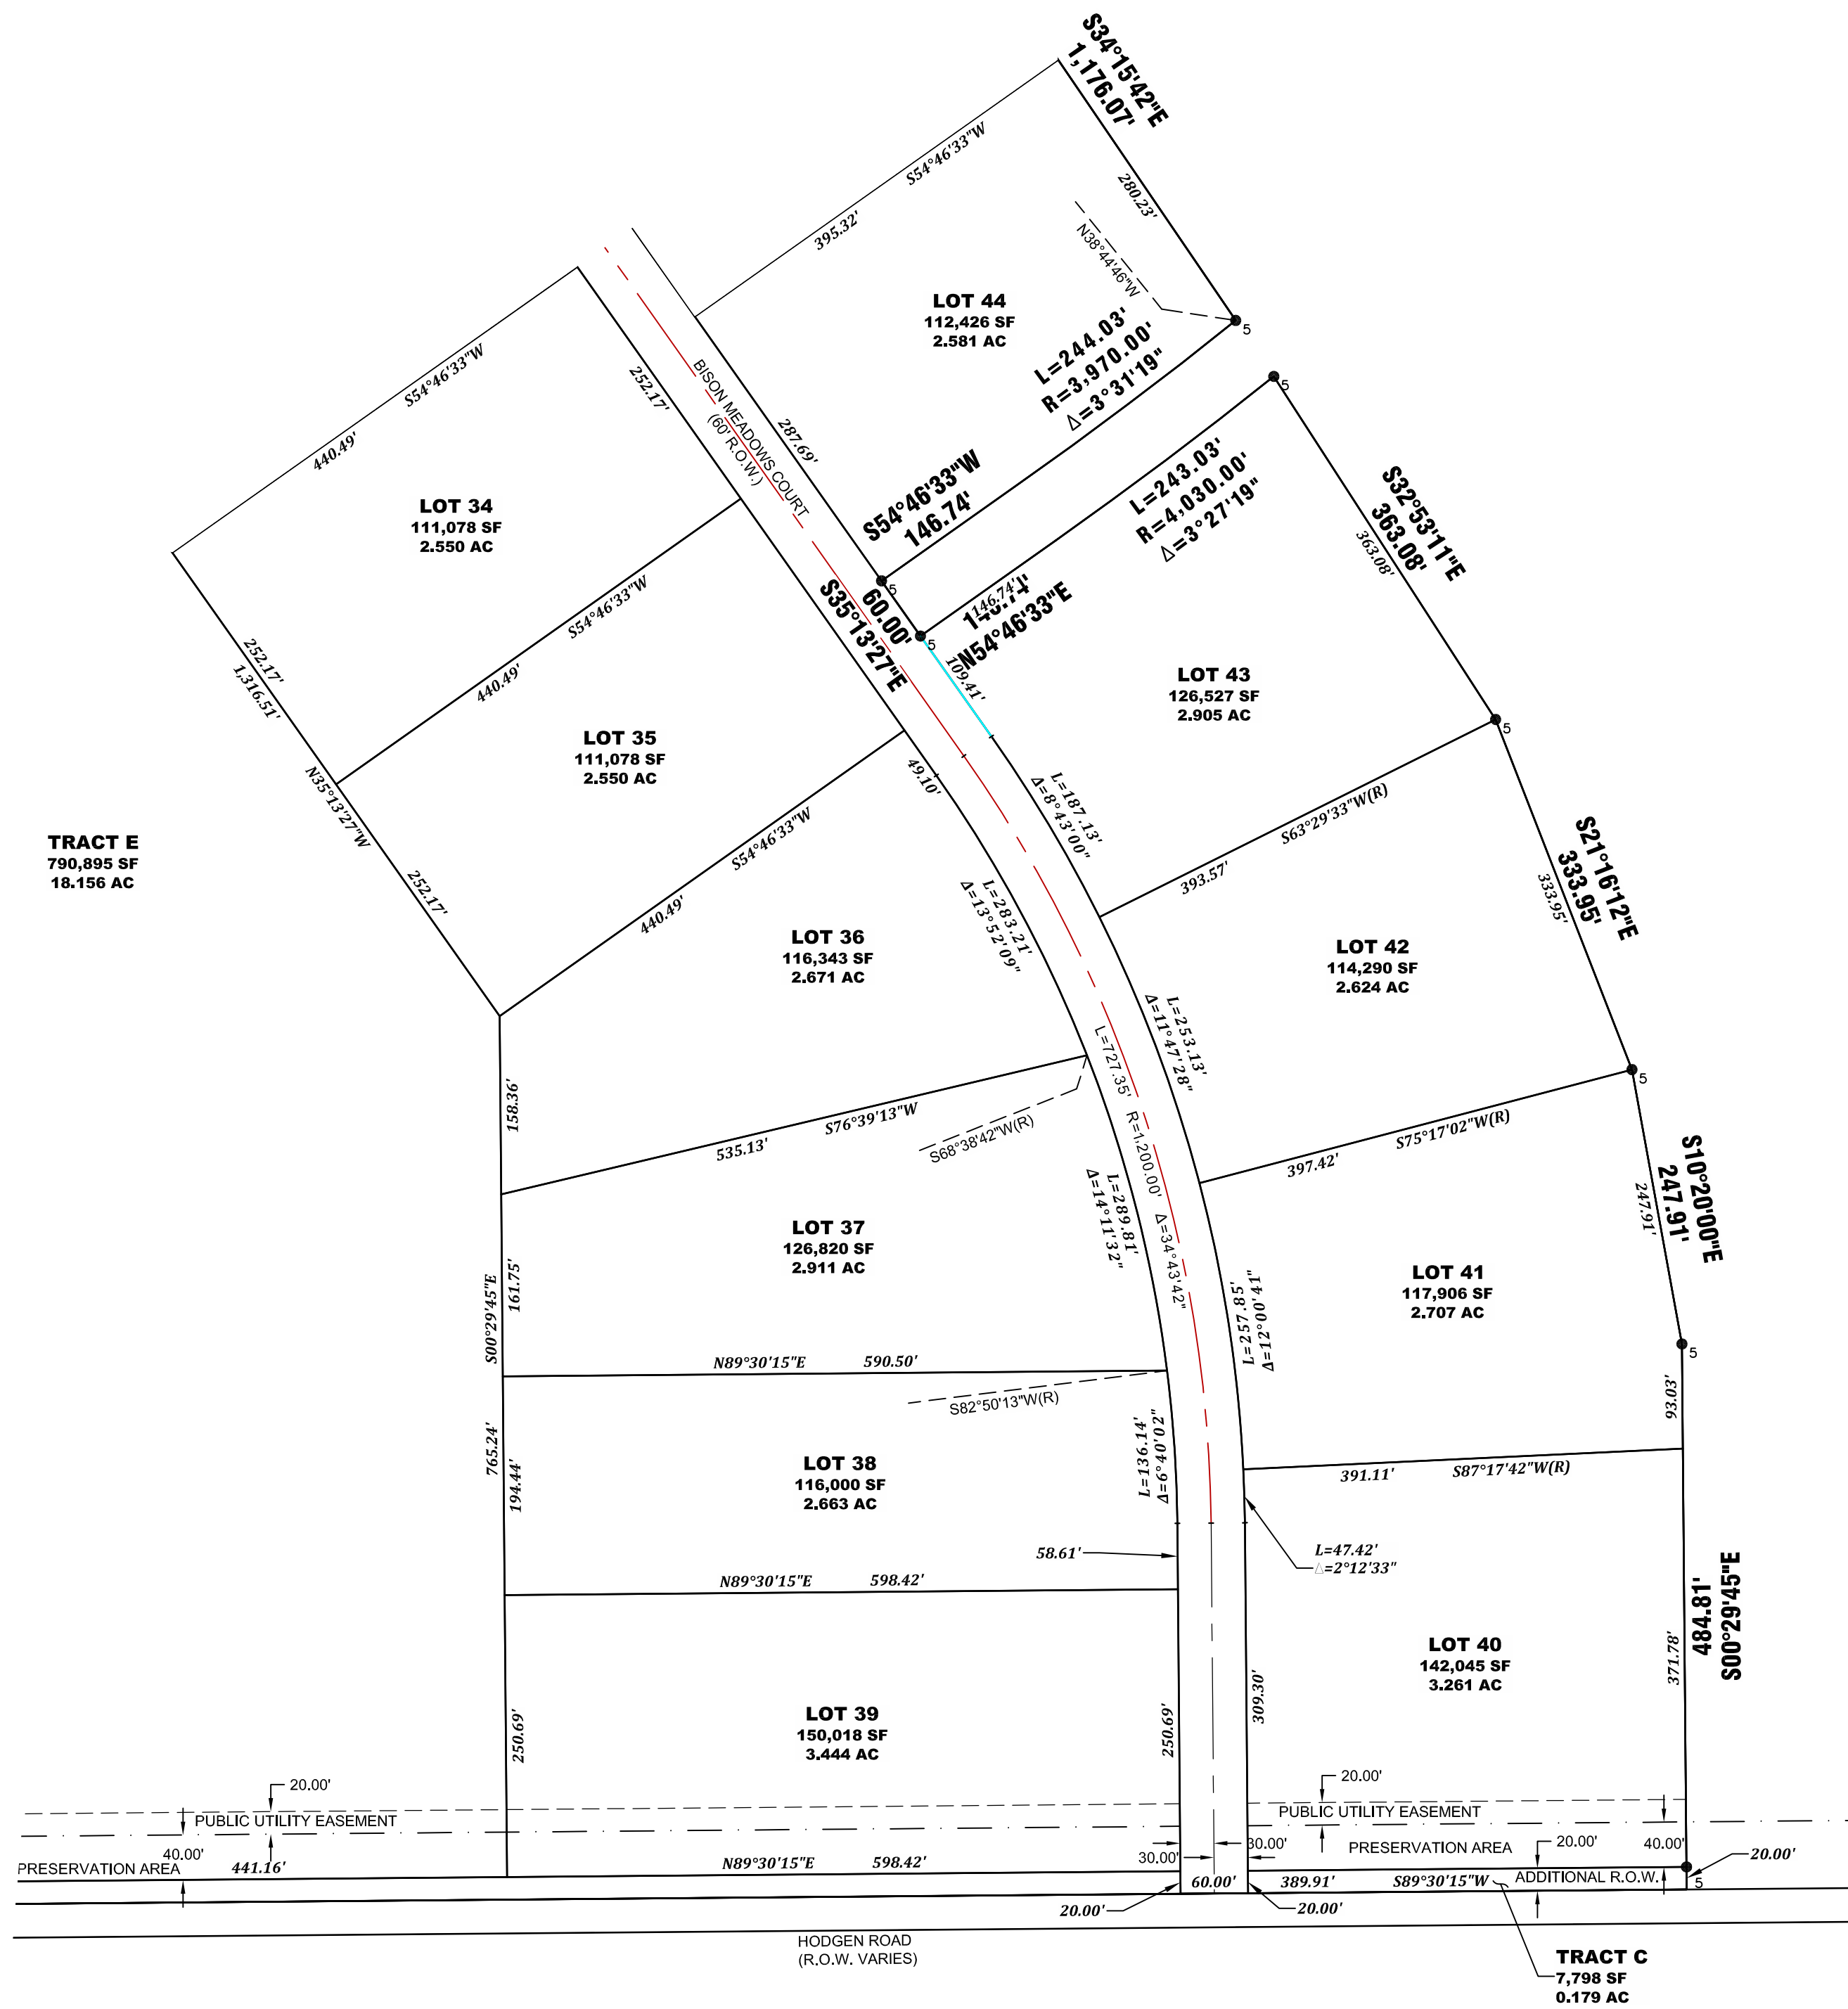 S34°15'42"E
1,176.07'
S54°46'33"W
395.32'
280.23'
N38°44'46"W
LOT 44
112,426 SF
2.581 AC
L=244.03'
R=3,970.00'
Δ=3°31'19"
5
5
S54°46'33"W
440.49'
252.17'
BISON MEADOWS COURT
(60' R.O.W.)
287.69'
S54°46'33"W
146.74'
L=243.03'
R=4,030.00'
Δ=3°27'19"
S32°53'11"E
363.08'
363.08'
LOT 34
111,078 SF
2.550 AC
5
60.00'
S35°13'27"E
5
146.74'
N54°46'33"E
109.41'
S54°46'33"W
440.49'
252.17'
1,316.51'
N35°13'27"W
LOT 43
126,527 SF
2.905 AC
5
LOT 35
111,078 SF
2.550 AC
49.10'
L=187.13'
Δ=8°43'00"
S63°29'33"W(R)
393.57'
S21°16'12"E
333.95'
333.95'
TRACT E
790,895 SF
18.156 AC
252.17'
S54°46'33"W
440.49'
L=283.21'
Δ=13°52'09"
LOT 36
116,343 SF
2.671 AC
LOT 42
114,290 SF
2.624 AC
L=253.13'
Δ=11°47'28"
L=727.35' R=1,200.00' Δ=34°43'42"
5
158.36'
S76°39'13"W
535.13'
S68°38'42"W(R)
S75°17'02"W(R)
397.42'
S10°20'00"E
247.91'
247.91'
L=289.81'
Δ=14°11'32"
LOT 37
126,820 SF
2.911 AC
S00°29'45"E
161.75'
LOT 41
117,906 SF
2.707 AC
L=257.85'
Δ=12°00'41"
5
N89°30'15"E 590.50'
S82°50'13"W(R)
93.03'
765.24'
194.44'
LOT 38
116,000 SF
2.663 AC
L=136.14'
Δ=6°40'02"
391.11' S87°17'42"W(R)
58.61'
L=47.42'
Δ=2°12'33"
N89°30'15"E 598.42'
484.81'
S00°29'45"E
371.78'
LOT 40
142,045 SF
3.261 AC
309.30'
LOT 39
150,018 SF
3.444 AC
250.69'
250.69'
20.00'
PUBLIC UTILITY EASEMENT
20.00'
PUBLIC UTILITY EASEMENT
40.00'
PRESERVATION AREA 441.16'
N89°30'15"E 598.42'
30.00'
30.00'
PRESERVATION AREA
20.00'
40.00'
20.00'
60.00'
389.91' S89°30'15"W
ADDITIONAL R.O.W.
5
20.00'
20.00'
HODGEN ROAD
(R.O.W. VARIES)
TRACT C
7,798 SF
0.179 AC